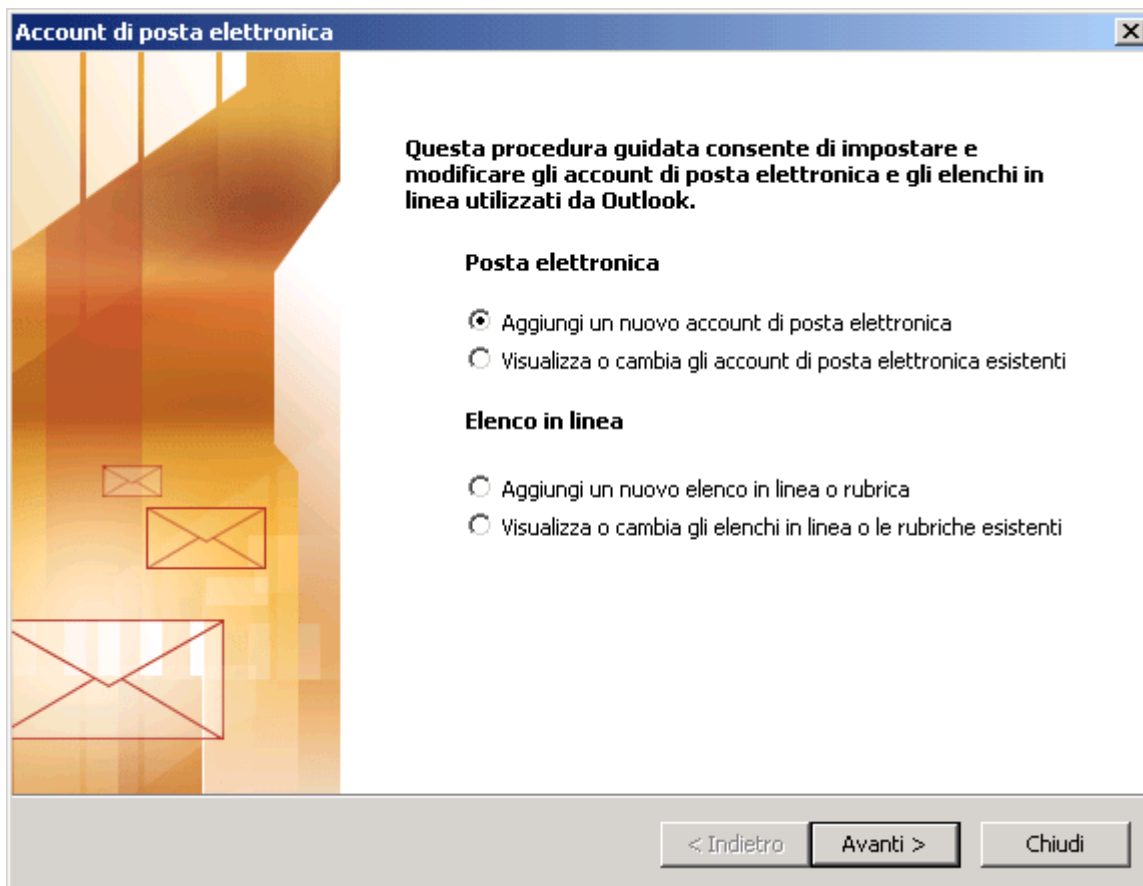 Account di posta elettronica
Questa procedura guidata consente di impostare e
modificare gli account di posta elettronica e gli elenchi in
linea utilizzati da Outlook.
Posta elettronica
Aggiungi un nuovo account di posta elettronica
Visualizza o cambia gli account di posta elettronica esistenti
Elenco in linea
Aggiungi un nuovo elenco in linea o rubrica
Visualizza o cambia gli elenchi in linea o le rubriche esistenti
< Indietro
Avanti >
Chiudi